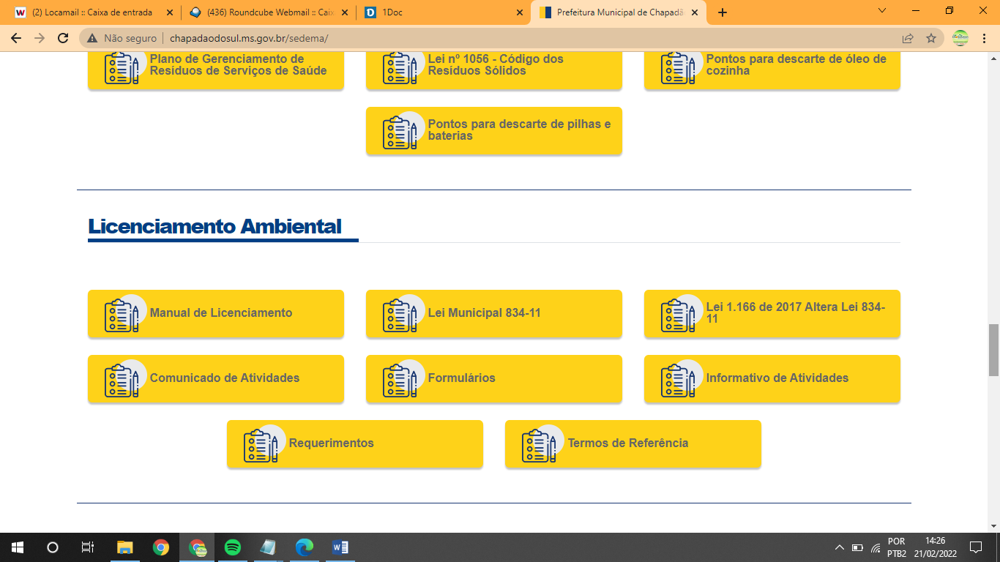 (2) Locamail :: Caixa de entrada
(436) Roundcube Webmail :: Caix
1Doc
Prefeitura Municipal de Chapadã
Não seguro
chapadaodosul.ms.gov.br/sedema/
Plano de Gerenciamento de
Resíduos de Serviços de Saúde
Lei nº 1056 - Código dos
Resíduos Sólidos
Pontos para descarte de óleo de
cozinha
Pontos para descarte de pilhas e
baterias
Licenciamento Ambiental
Manual de Licenciamento
Lei Municipal 834-11
Lei 1.166 de 2017 Altera Lei 834-
11
Comunicado de Atividades
Formulários
Informativo de Atividades
Requerimentos
Termos de Referência
POR
PTB2
14:26
21/02/2022